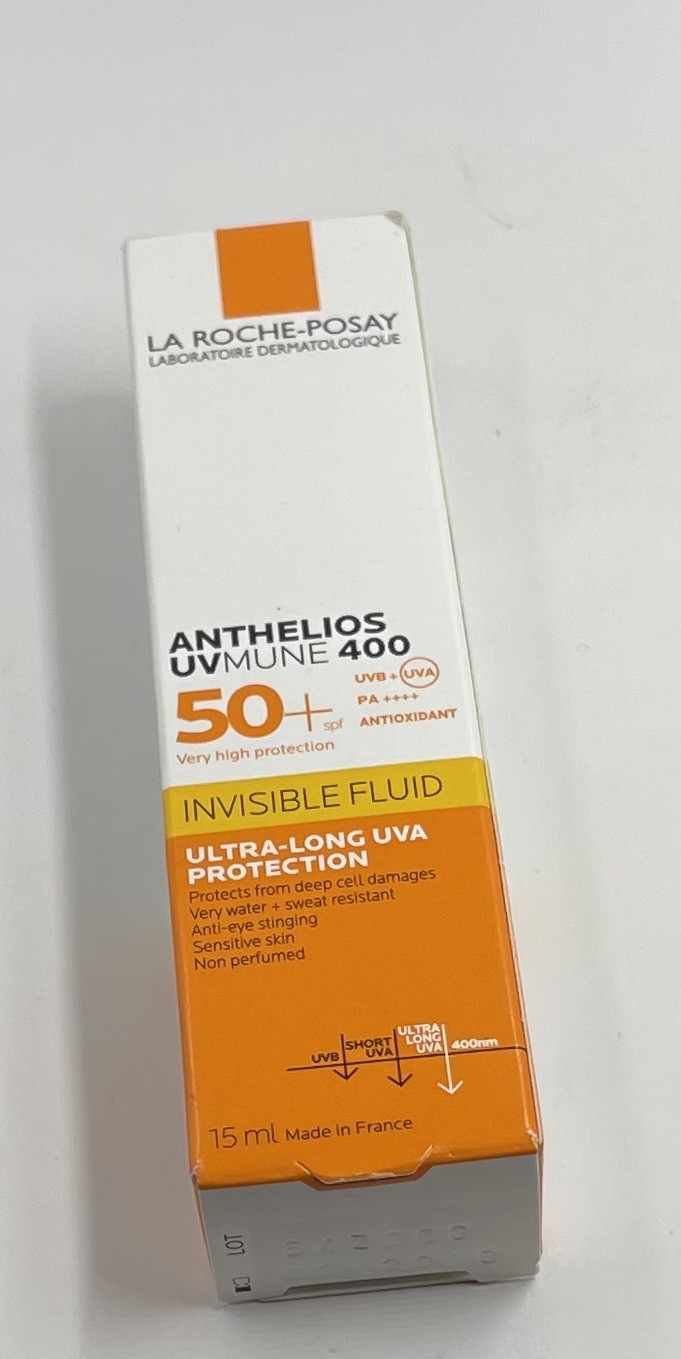 LA ROCHE-POSAY
LABORATOIRE DERMATOLOGIQUE
ANTHELIOS
UVMUNE 400
50+ spf
UVB + UVA
PA ++++
ANTIOXIDANT
Very high protection
INVISIBLE FLUID
ULTRA-LONG UVA
PROTECTION
Protects from deep cell damages
Very water + sweat resistant
Anti-eye stinging
Sensitive skin
Non perfumed
UVB
SHORT
UVA
ULTRA
LONG
UVA
400nm
15 ml Made in France
LOT